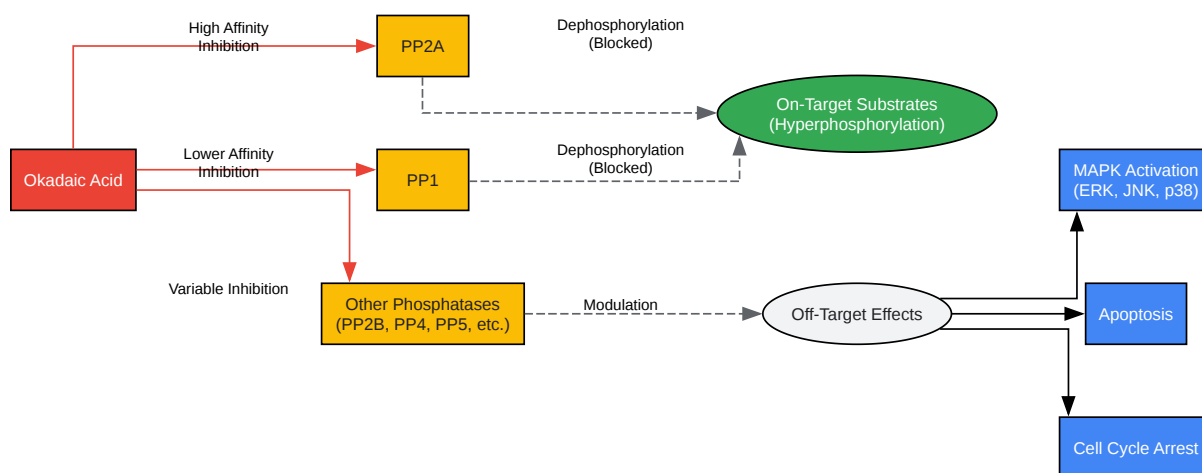 High Affinity
Inhibition
PP2A
Dephosphorylation
(Blocked)
On-Target Substrates
(Hyperphosphorylation)
Okadaic Acid
Lower Affinity
Inhibition
PP1
Dephosphorylation
(Blocked)
MAPK Activation
(ERK, JNK, p38)
Variable Inhibition
Other Phosphatases
(PP2B, PP4, PP5, etc.)
Modulation
Off-Target Effects
Apoptosis
Cell Cycle Arrest